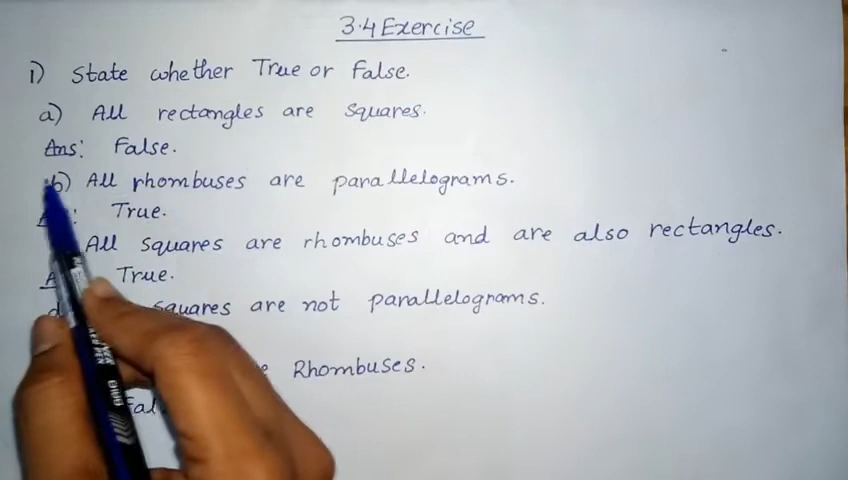 3.4 Exercise
1) State whether True or False.
a) All rectangles are squares.
Ans: False.
b) All rhombuses are parallelograms.
True.
All squares are rhombuses and are also rectangles.
True.
squares are not parallelograms.
Rhombuses.